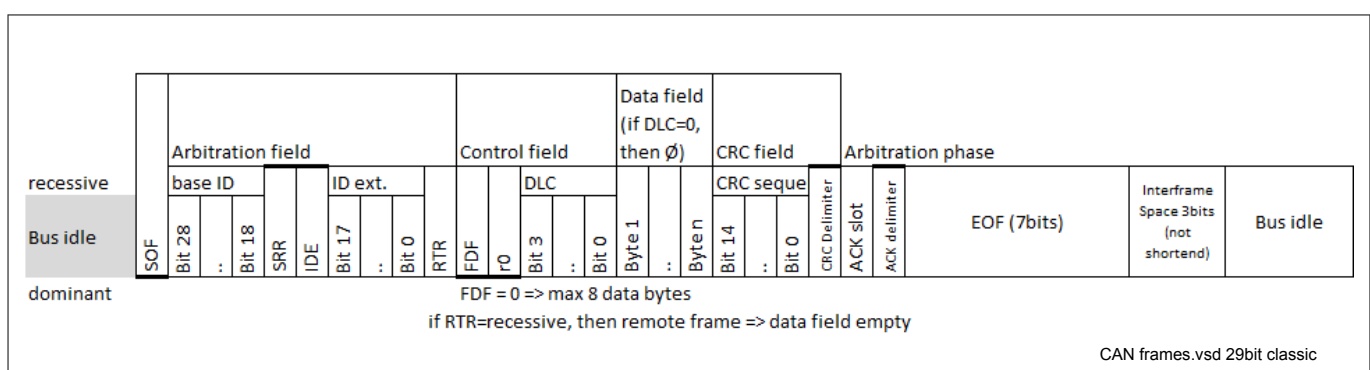 Data field
(if DLC=0,
Arbitration field Control field then Ø) CRC field Arbitration phase
recessive base ID ID ext. DLC CRC seque
Bus idle SOF Bit 28 .. Bit 18 SRR IDE Bit 17 .. Bit 0 RTR FDF r0 Bit 3 .. Bit 0 Byte 1 .. Byte n Bit 14 .. Bit 0 CRC Delimiter ACK slot ACK delimiter EOF (7bits)
Interframe
Space 3bits
(not
shortend)
Bus idle
dominant FDF = 0 => max 8 data bytes
if RTR=recessive, then remote frame => data field empty
CAN frames.vsd 29bit classic